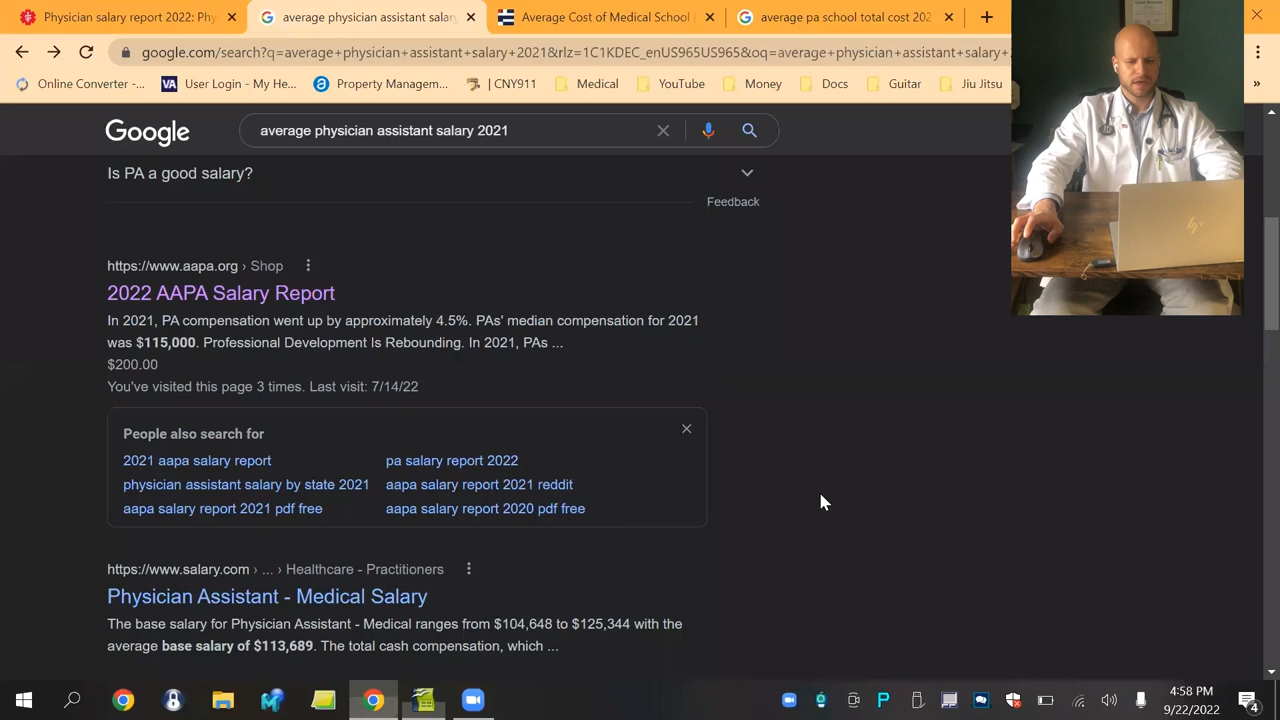 Physician salary report 2022: Phy
average physician assistant salary
Average Cost of Medical School
average pa school total cost 202
google.com/search?q=average+physician+assistant+salary+2021&rlz=1C1KDEC_enUS965US965&oq=average+physician+assistant+salary+
Online Converter -...
VA
User Login - My He...
Property Managem...
| CNY911
Medical
YouTube
Money
Docs
Guitar
Jiu Jitsu
»
Google
average physician assistant salary 2021
Is PA a good salary?
Feedback
https://www.aapa.org › Shop
2022 AAPA Salary Report
In 2021, PA compensation went up by approximately 4.5%. PAs' median compensation for 2021
was $115,000. Professional Development Is Rebounding. In 2021, PAs ...
$200.00
You've visited this page 3 times. Last visit: 7/14/22
People also search for
2021 aapa salary report
pa salary report 2022
physician assistant salary by state 2021
aapa salary report 2021 reddit
aapa salary report 2021 pdf free
aapa salary report 2020 pdf free
https://www.salary.com › ... › Healthcare - Practitioners
Physician Assistant - Medical Salary
The base salary for Physician Assistant - Medical ranges from $104,648 to $125,344 with the
average base salary of $113,689. The total cash compensation, which ...
hp
4:58 PM
9/22/2022
4